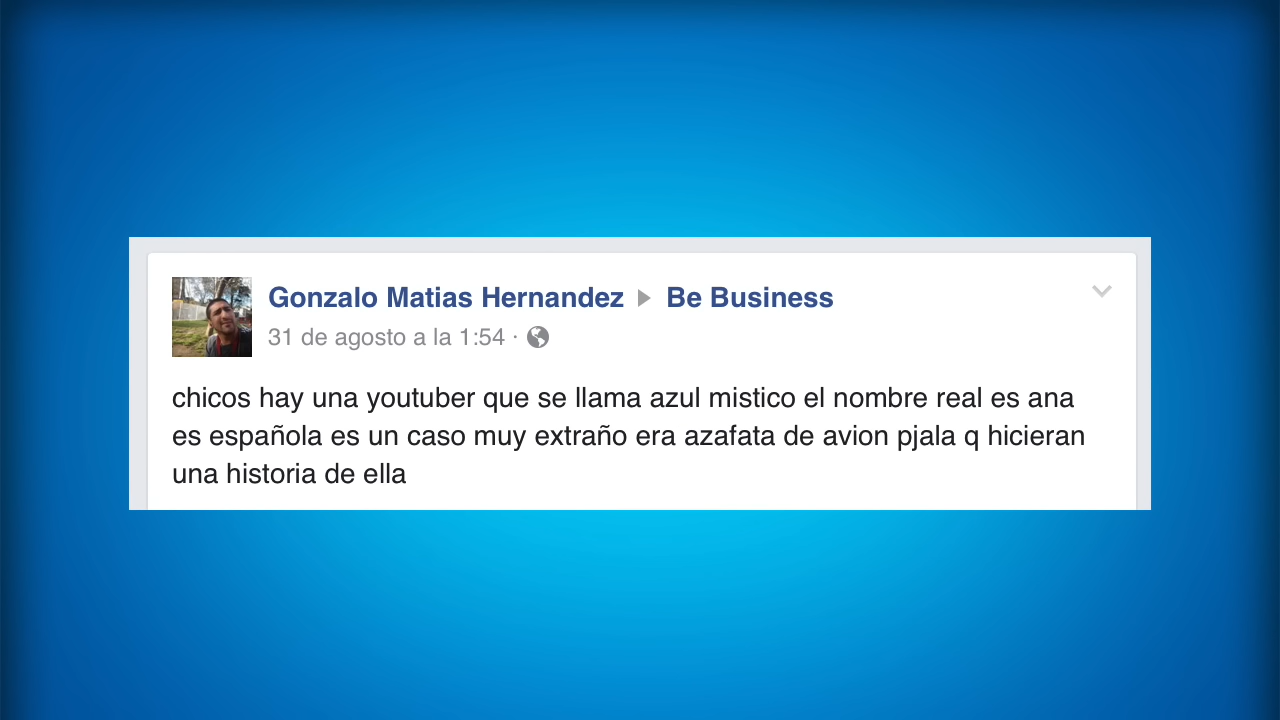 Gonzalo Matias Hernandez ▶ Be Business
31 de agosto a la 1:54 ·
chicos hay una youtuber que se llama azul mistico el nombre real es ana
es española es un caso muy extraño era azafata de avion pjala q hicieran
una historia de ella